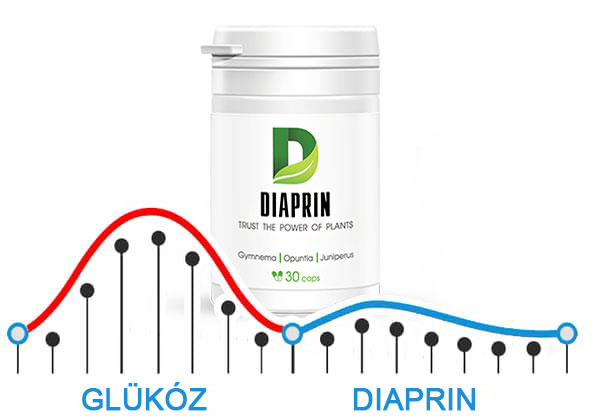 D
DIAPRIN
TRUST THE POWER OF PLANTS
Gymnema | Opuntia | Juniperus
30 caps
GLÜKÓZ DIAPRIN